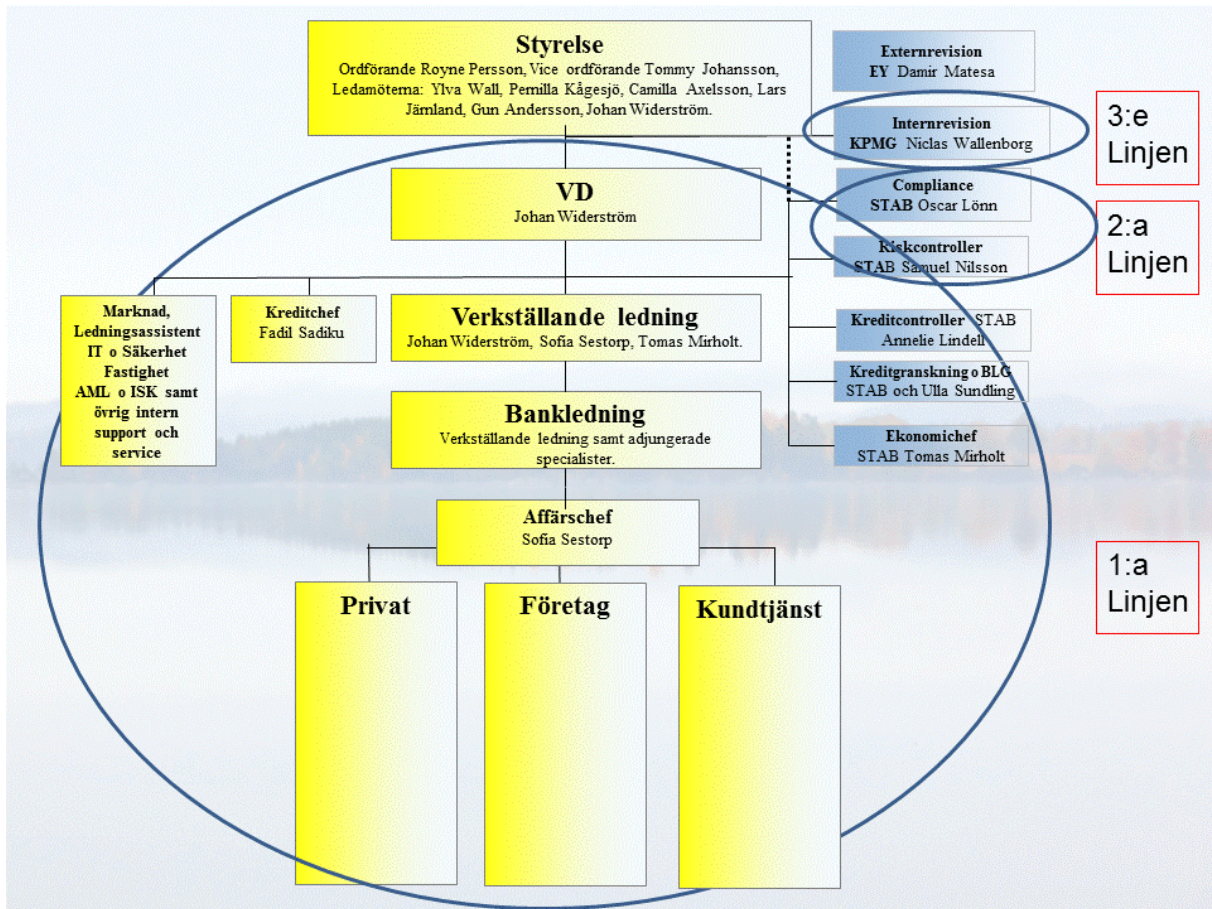 Styrelse
Ordförande Royne Persson, Vice ordförande Tommy Johansson,
Ledamöterna: Ylva Wall, Pernilla Kågesjö, Camilla Axelsson, Lars
Järnland, Gun Andersson, Johan Widerström.
Externrevision
EY Damir Matesa
Internrevision
KPMG Niclas Wallenborg
3:e
Linjen
VD
Johan Widerström
Compliance
STAB Oscar Lönn
Riskcontroller
STAB Samuel Nilsson
2:a
Linjen
Marknad,
Ledningsassistent
IT o Säkerhet
Fastighet
AML o ISK samt
övrig intern
support och
service
Kreditchef
Fadil Sadiku
Verkställande ledning
Johan Widerström, Sofia Sestorp, Tomas Mirholt.
Kreditcontroller STAB
Annelie Lindell
Kreditgranskning o BLG
STAB och Ulla Sundling
Bankledning
Verkställande ledning samt adjungerade
specialister.
Ekonomichef
STAB Tomas Mirholt
Affärschef
Sofia Sestorp
1:a
Linjen
Privat
Företag
Kundtjänst